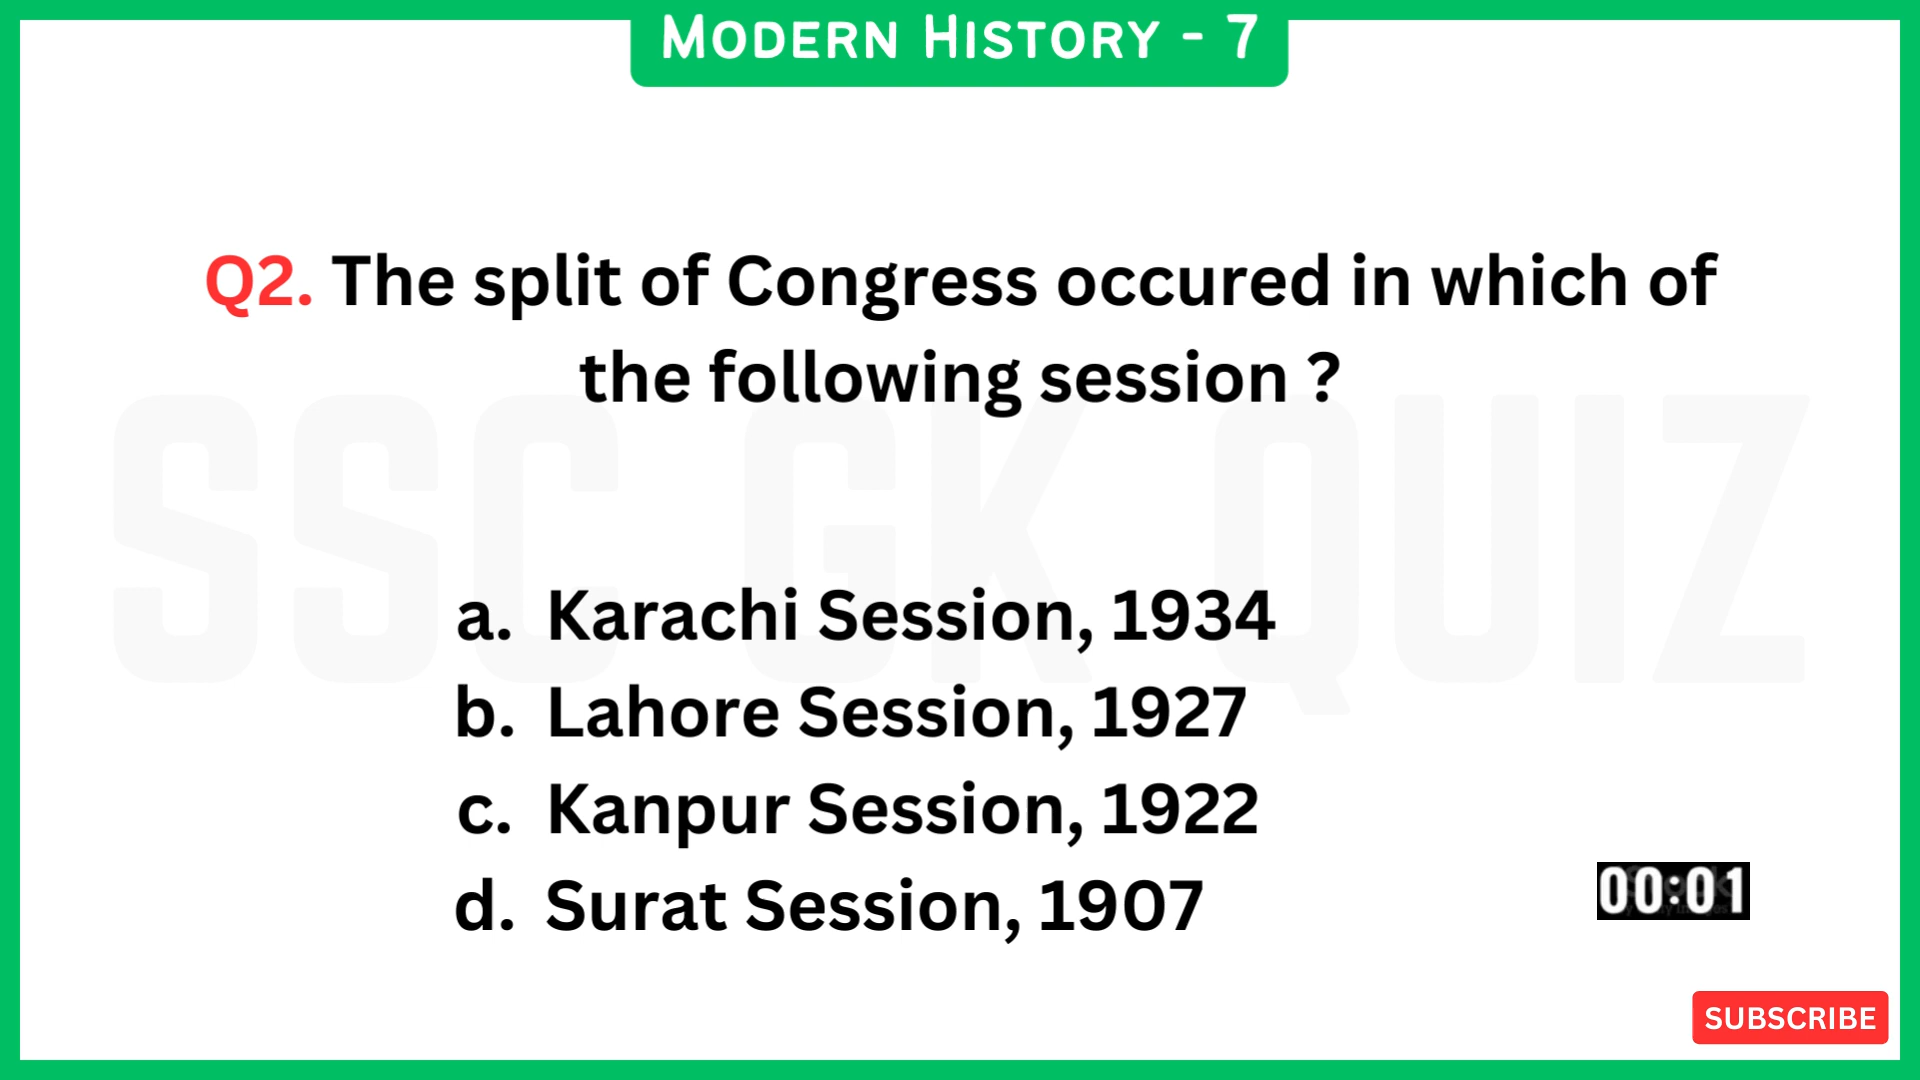 MODERN HISTORY - 7
Q2. The split of Congress occured in which of
the following session ?
SSC GK QUIZ
a. Karachi Session, 1934
b. Lahore Session, 1927
c. Kanpur Session, 1922
d. Surat Session, 1907
00:01
SUBSCRIBE